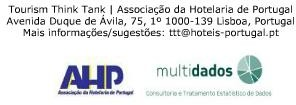 Tourism Think Tank | Associação da Hotelaria de Portugal
Avenida Duque de Ávila, 75, 1º 1000-139 Lisboa, Portugal
Mais informações/sugestões: ttt@hoteis-portugal.pt
AHP
Associação da Hotelaria de Portugal
multidados
Consultoria e Tratamento Estatístico de Dados